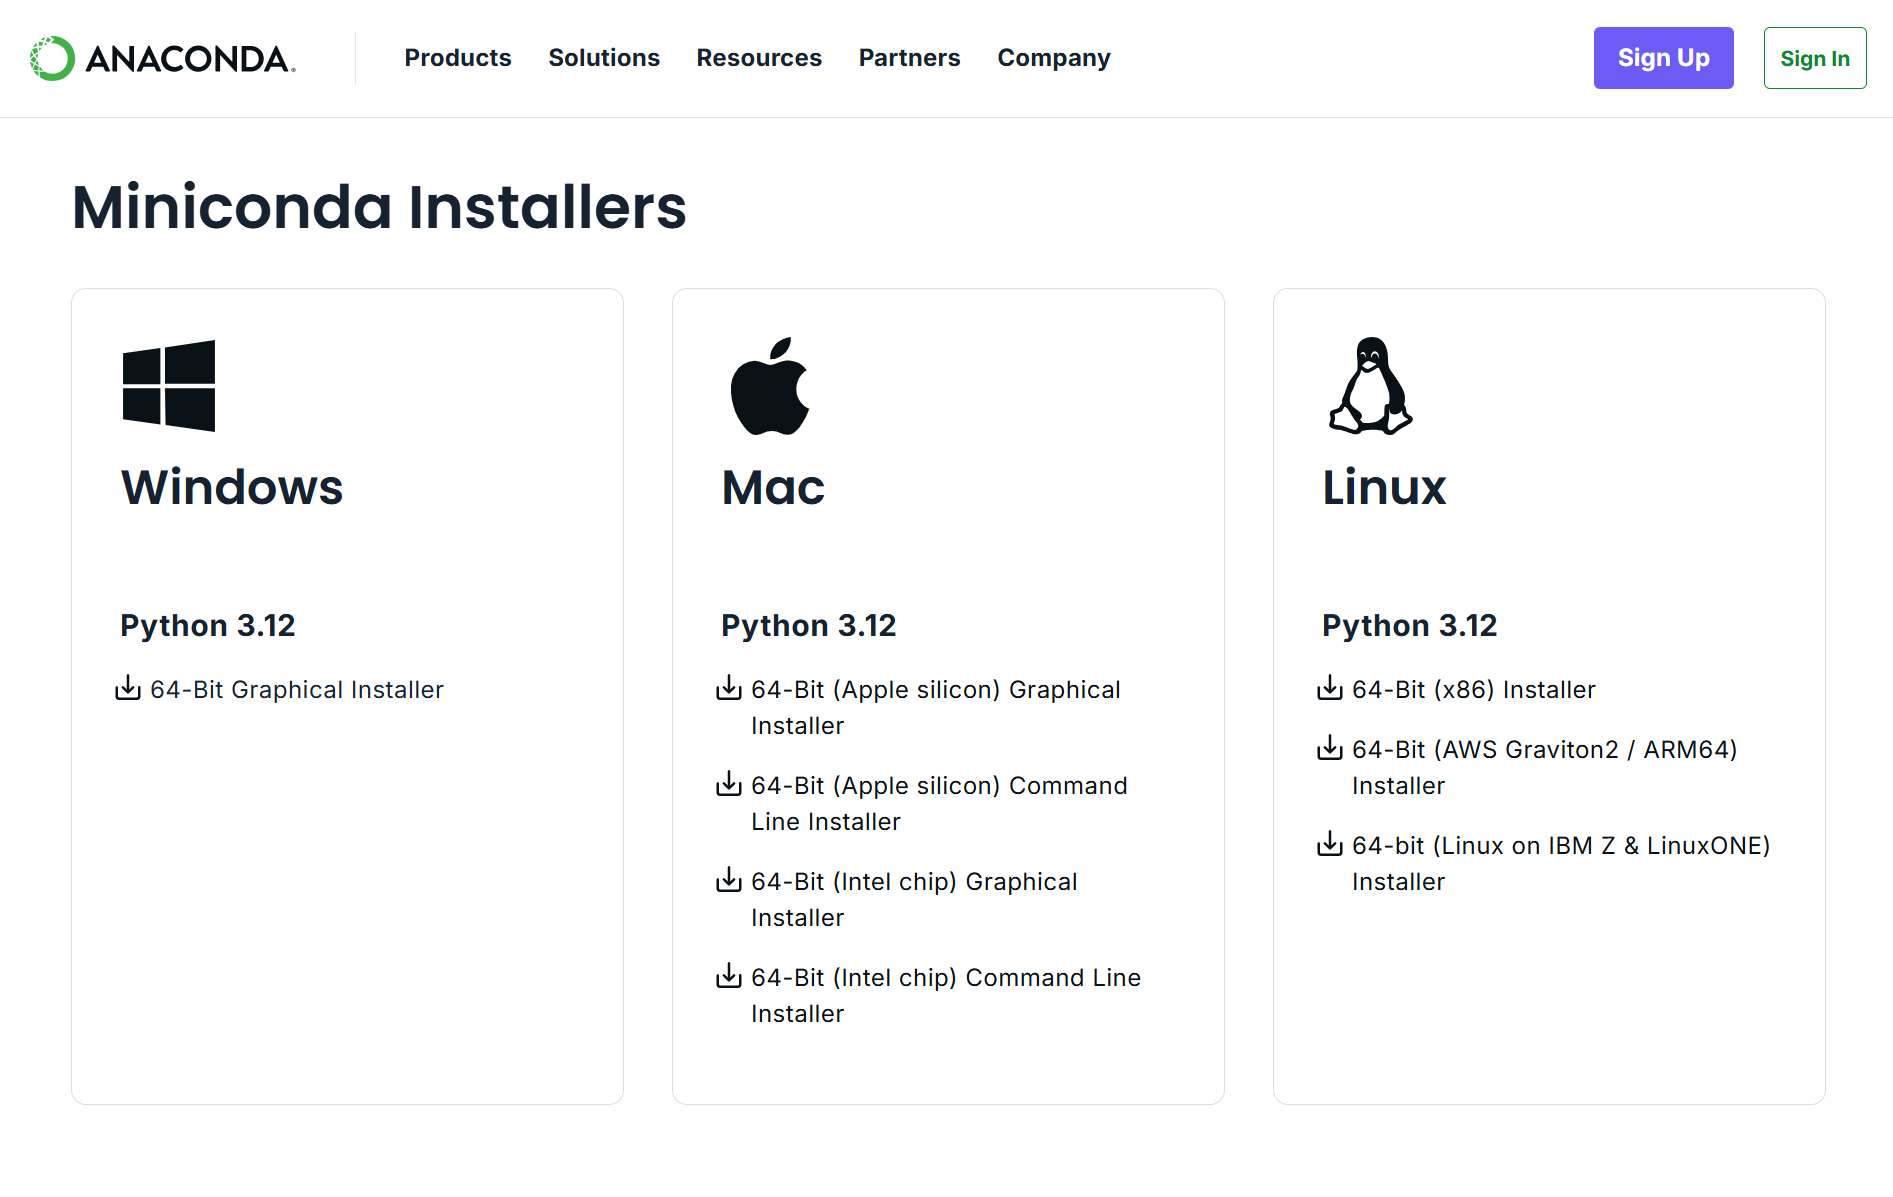 ANACONDA.
Products Solutions Resources Partners Company
Sign Up
Sign In
Miniconda Installers
Windows
Python 3.12
64-Bit Graphical Installer
Mac
Python 3.12
64-Bit (Apple silicon) Graphical
Installer
64-Bit (Apple silicon) Command
Line Installer
64-Bit (Intel chip) Graphical
Installer
64-Bit (Intel chip) Command Line
Installer
Linux
Python 3.12
64-Bit (x86) Installer
64-Bit (AWS Graviton2 / ARM64)
Installer
64-bit (Linux on IBM Z & LinuxONE)
Installer